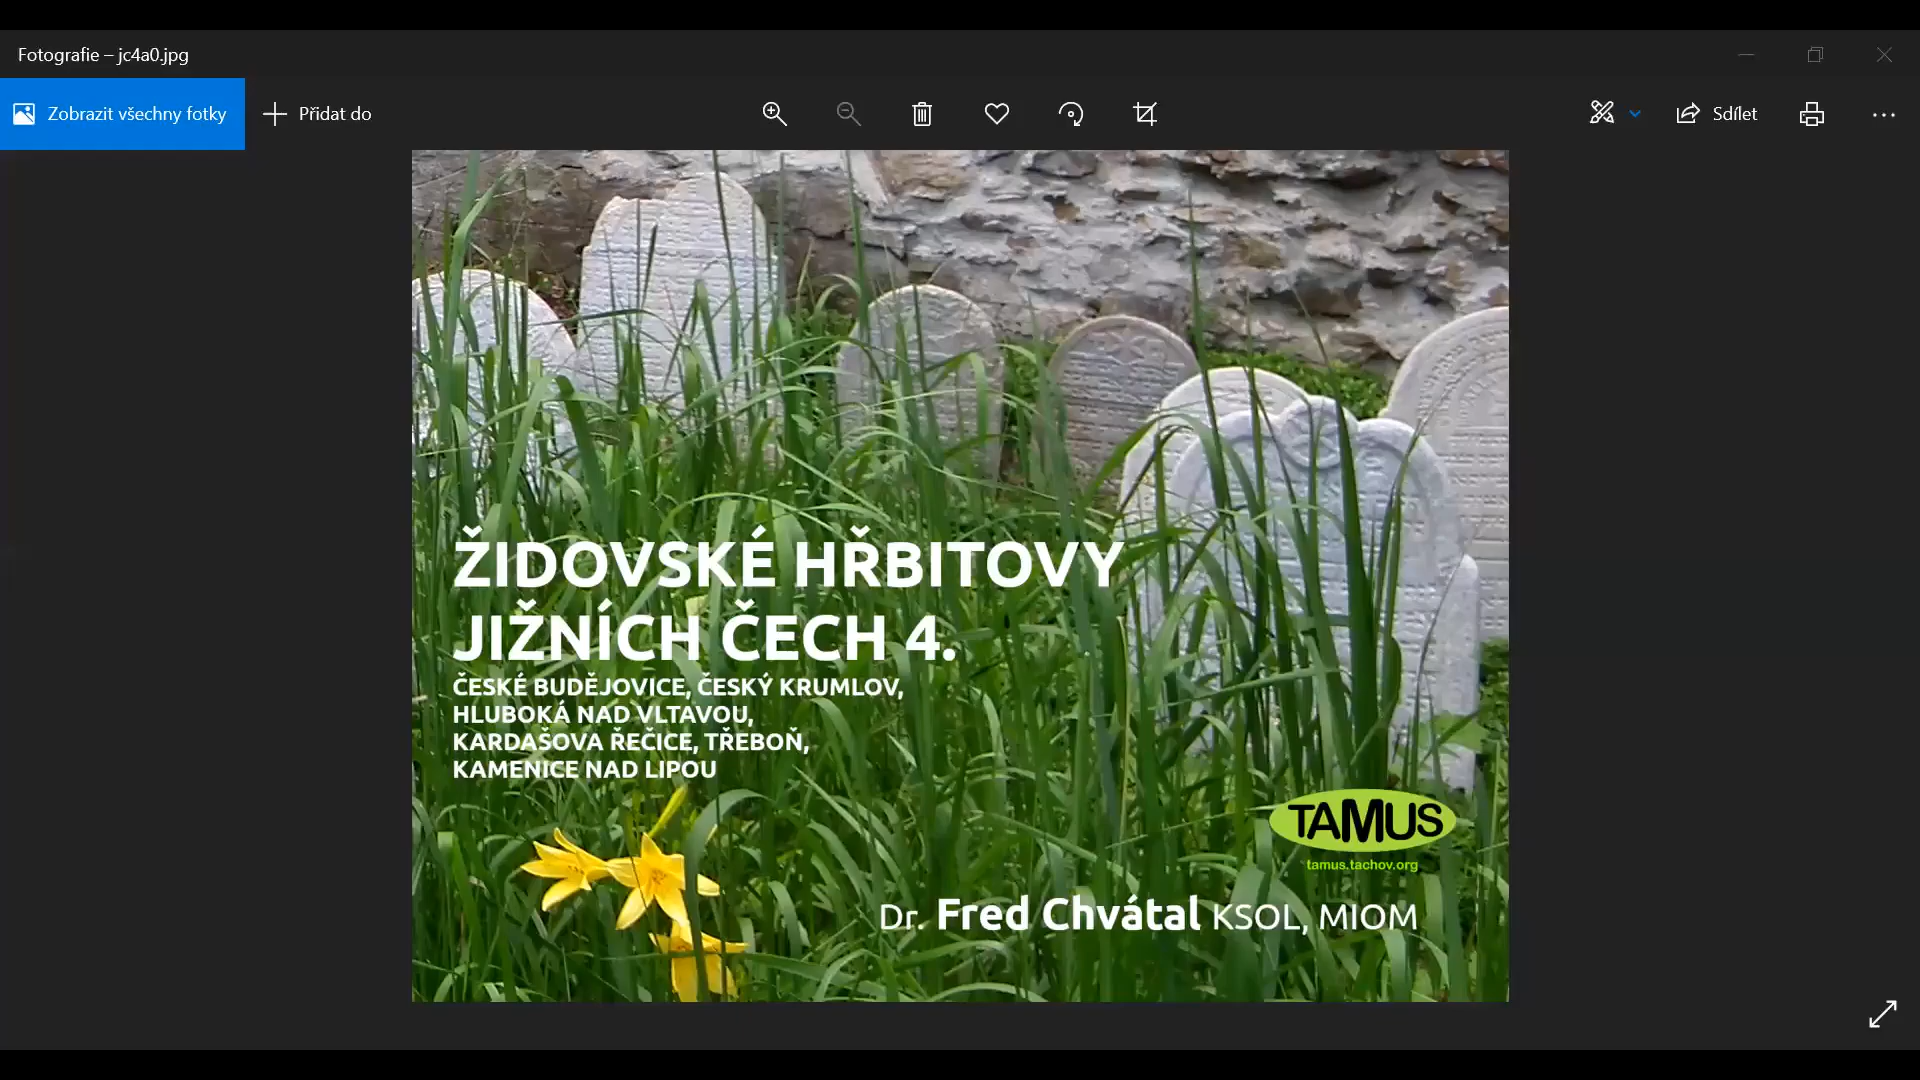 Fotografie – jc4a0.jpg
Zobrazit všechny fotky
Přidat do
Sdílet
ŽIDOVSKÉ HŘBITOVY
JIŽNÍCH ČECH 4.
ČESKÉ BUDĚJOVICE, ČESKÝ KRUMLOV,
HLUBOKÁ NAD VLTAVOU,
KARDAŠOVA ŘEČICE, TŘEBOŇ,
KAMENICE NAD LIPOU
TAMUS
tamus.tachov.org
Dr. Fred Chvátal KSOL, MIOM